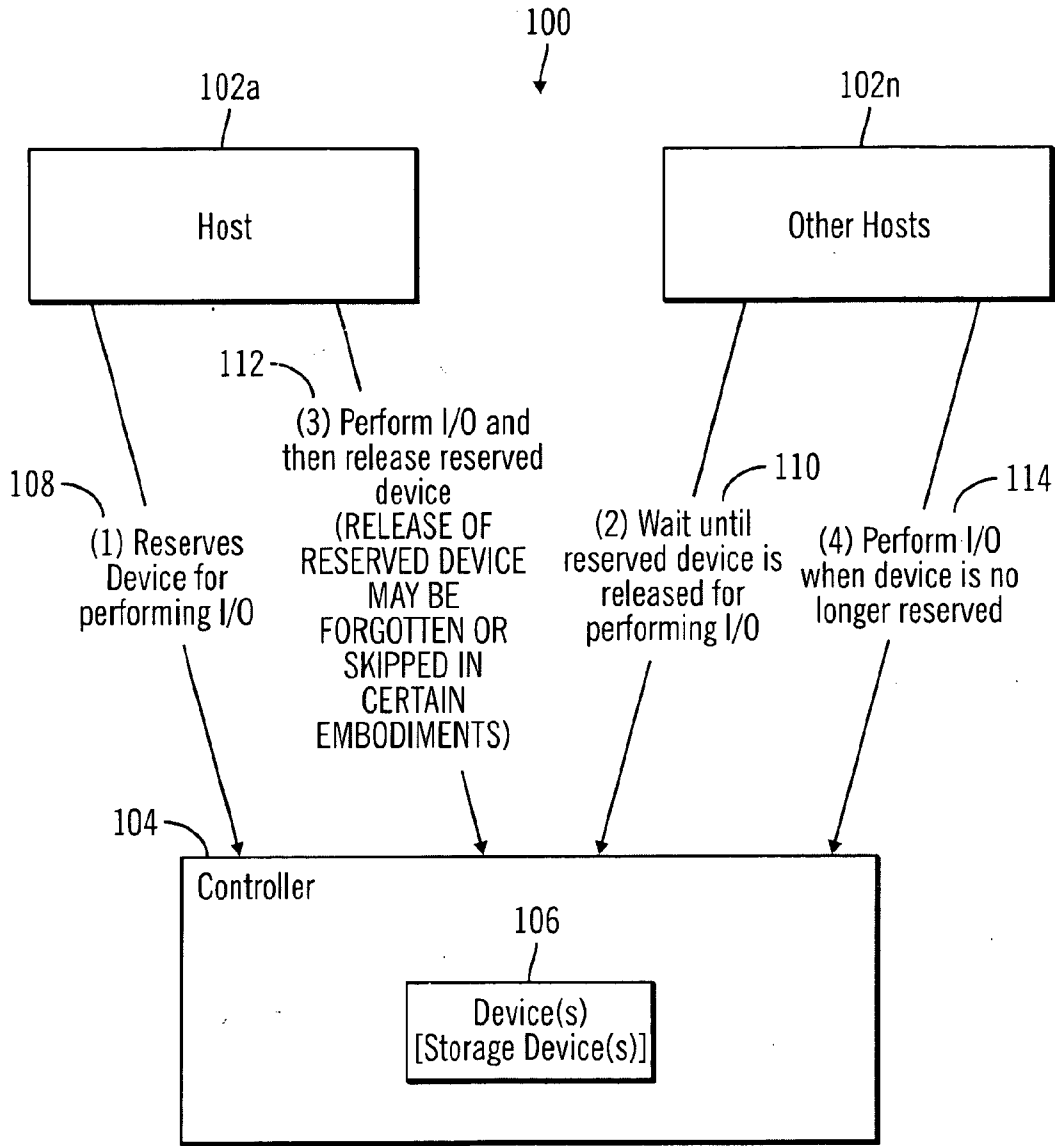 100
102a
102n
Host
Other Hosts
112
(3) Perform I/O and
then release reserved
device
(RELEASE OF
RESERVED DEVICE
MAY BE
FORGOTTEN OR
SKIPPED IN
CERTAIN
EMBODIMENTS)
108
(1) Reserves
Device for
performing I/O
110
(2) Wait until
reserved device is
released for
performing I/O
114
(4) Perform I/O
when device is no
longer reserved
104
Controller
106
Device(s)
[Storage Device(s)]